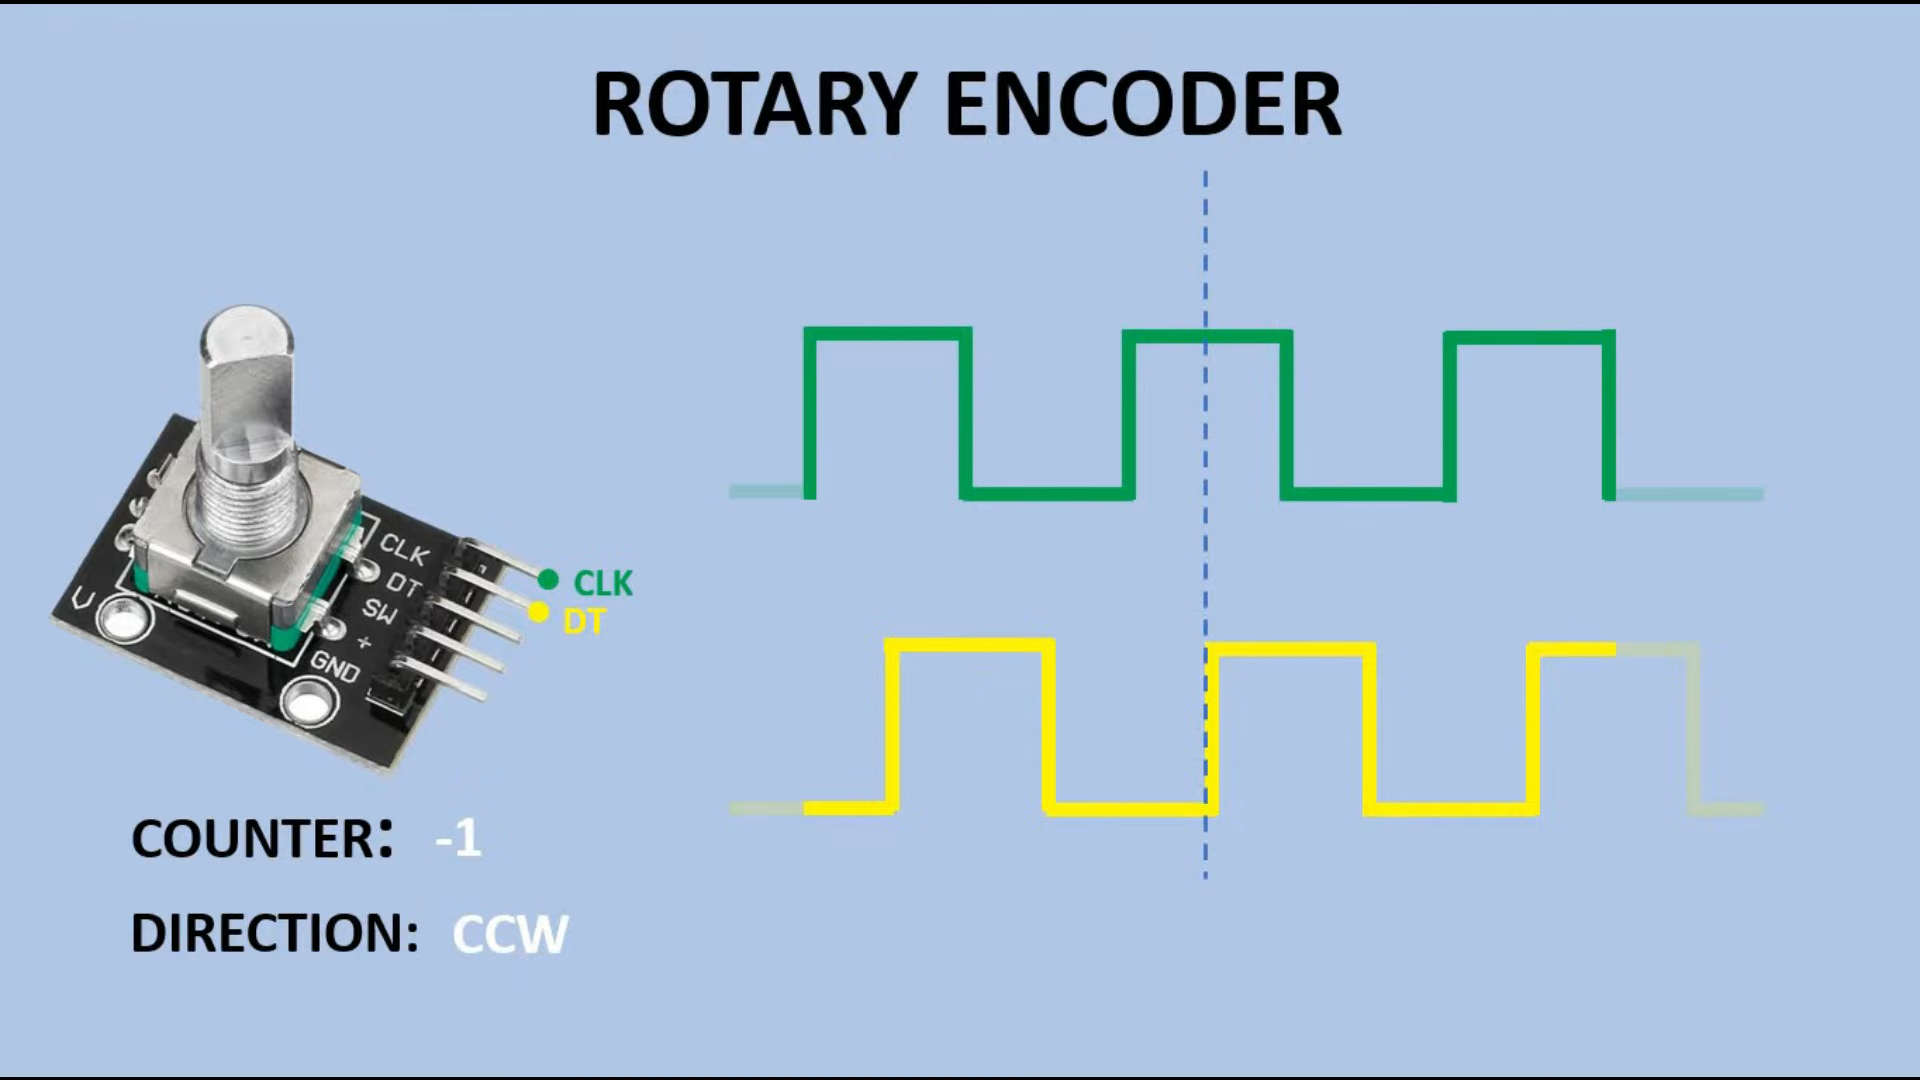 ROTARY ENCODER
CLK
DT
SW
+
GND
V
CLK
DT
COUNTER: -1
DIRECTION: CCW